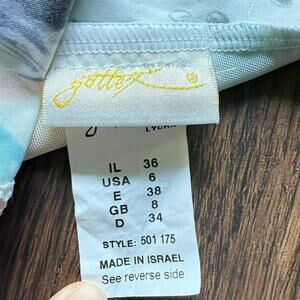 gottex ®
LYCRA
IL 36
USA 6
E 38
GB 8
D 34
STYLE: 501 175
MADE IN ISRAEL
See reverse side